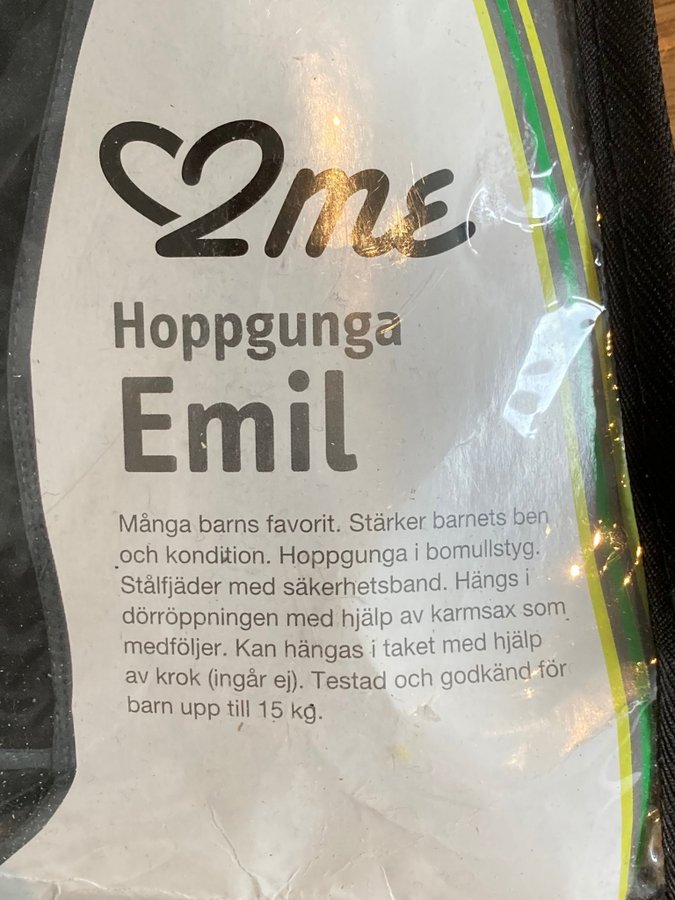 2me
Hoppgunga
Emil
Många barns favorit. Stärker barnets ben
och kondition. Hoppgunga i bomullstyg.
Stålfjäder med säkerhetsband. Hängs i
dörröppningen med hjälp av karmsax som
medföljer. Kan hängas i taket med hjälp
av krok (ingår ej). Testad och godkänd för
barn upp till 15 kg.